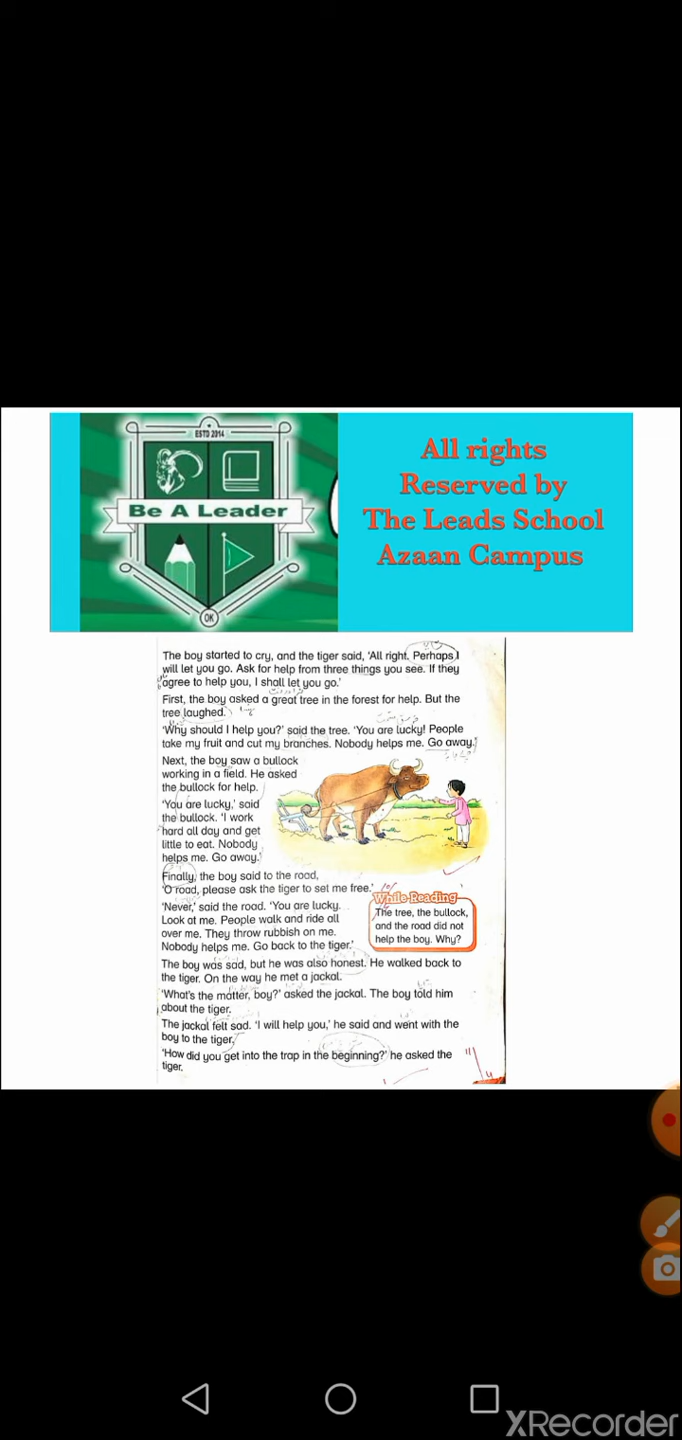 ESTD 2014
Be A Leader
OK
All rights
Reserved by
The Leads School
Azaan Campus
The boy started to cry, and the tiger said, 'All right. Perhaps I
will let you go. Ask for help from three things you see. If they
agree to help you, I shall let you go.'
First, the boy asked a great tree in the forest for help. But the
tree laughed.
'Why should I help you?' said the tree. 'You are lucky! People
take my fruit and cut my branches. Nobody helps me. Go away.'
Next, the boy saw a bullock
working in a field. He asked
the bullock for help.
'You are lucky,' said
the bullock. 'I work
hard all day and get
little to eat. Nobody
helps me. Go away.'
Finally, the boy said to the road,
'O road, please ask the tiger to set me free.'
'Never,' said the road. 'You are lucky.
Look at me. People walk and ride all
over me. They throw rubbish on me.
Nobody helps me. Go back to the tiger.'
While Reading
The tree, the bullock,
and the road did not
help the boy. Why?
The boy was sad, but he was also honest. He walked back to
the tiger. On the way he met a jackal.
'What's the matter, boy?' asked the jackal. The boy told him
about the tiger.
The jackal felt sad. 'I will help you,' he said and went with the
boy to the tiger.
'How did you get into the trap in the beginning?' he asked the
tiger.
XRecorder